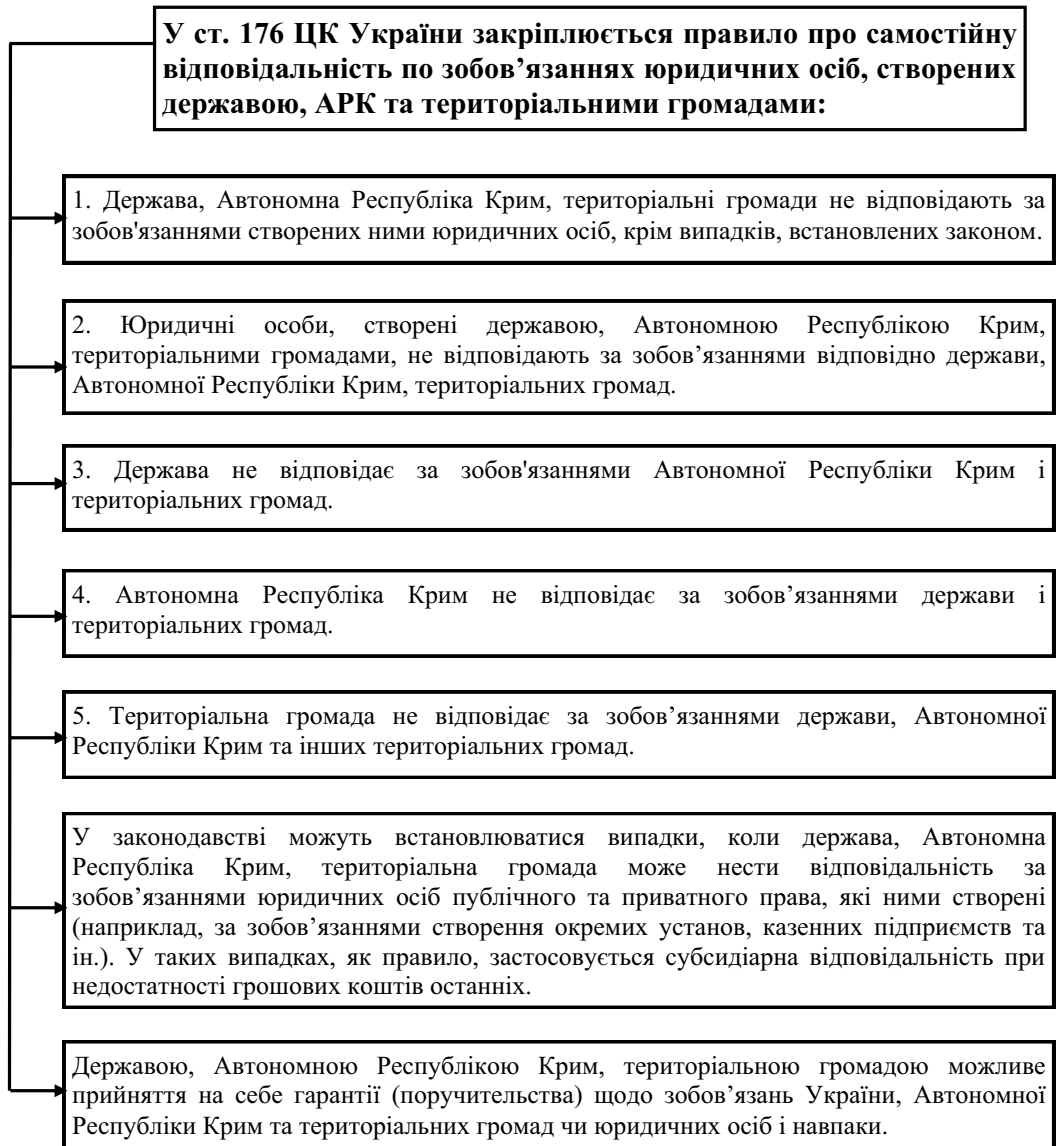 У ст. 176 ЦК України закріплюється правило про самостійну
відповідальність по зобов’язаннях юридичних осіб, створених
державою, АРК та територіальними громадами:
1. Держава, Автономна Республіка Крим, територіальні громади не відповідають за
зобов'язаннями створених ними юридичних осіб, крім випадків, встановлених законом.
2. Юридичні особи, створені державою, Автономною Республікою Крим,
територіальними громадами, не відповідають за зобов’язаннями відповідно держави,
Автономної Республіки Крим, територіальних громад.
3. Держава не відповідає за зобов'язаннями Автономної Республіки Крим і
територіальних громад.
4. Автономна Республіка Крим не відповідає за зобов’язаннями держави і
територіальних громад.
5. Територіальна громада не відповідає за зобов’язаннями держави, Автономної
Республіки Крим та інших територіальних громад.
У законодавстві можуть встановлюватися випадки, коли держава, Автономна
Республіка Крим, територіальна громада може нести відповідальність за
зобов’язаннями юридичних осіб публічного та приватного права, які ними створені
(наприклад, за зобов’язаннями створення окремих установ, казенних підприємств та
ін.). У таких випадках, як правило, застосовується субсидіарна відповідальність при
недостатності грошових коштів останніх.
Державою, Автономною Республікою Крим, територіальною громадою можливе
прийняття на себе гарантії (поручительства) щодо зобов’язань України, Автономної
Республіки Крим та територіальних громад чи юридичних осіб і навпаки.